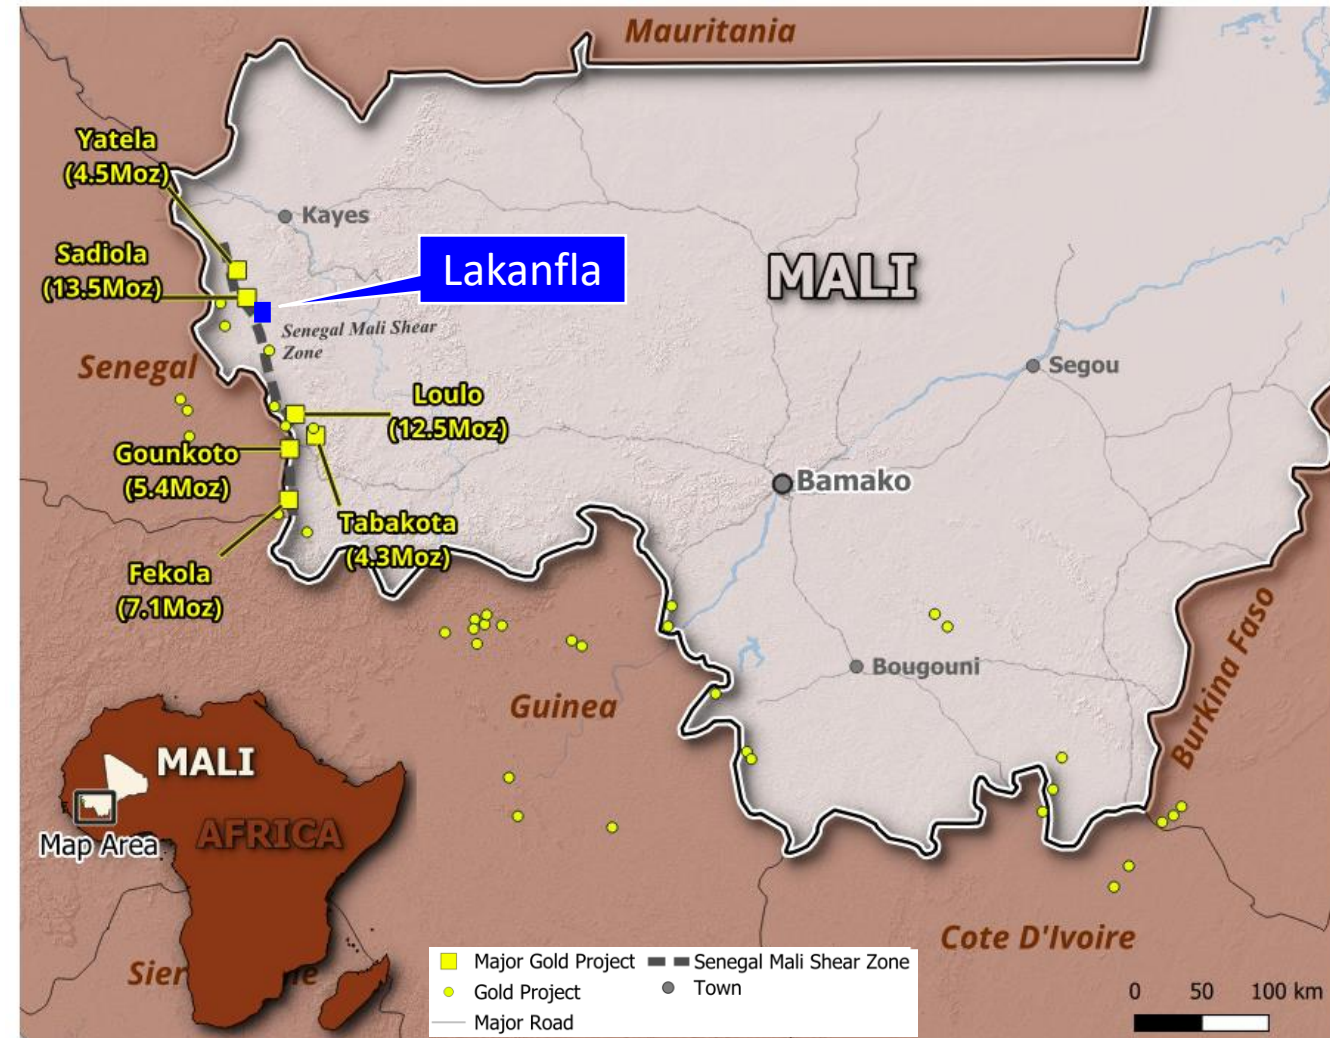 Mauritania
Yatela
(4.5Moz)
Kayes
Sadiola
(13.5Moz)
Lakanfla
MALI
Senegal Mali Shear
Zone
Senegal
Segou
Loulo
(12.5Moz)
Gounkoto
(5.4Moz)
Bamako
Tabakota
(4.3Moz)
Fekola
(7.1Moz)
Burkina Faso
Bougouni
Guinea
MALI
AFRICA
Map Area
Cote D'Ivoire
Major Gold Project
Senegal Mali Shear Zone
Gold Project
Town
Major Road
0 50 100 km